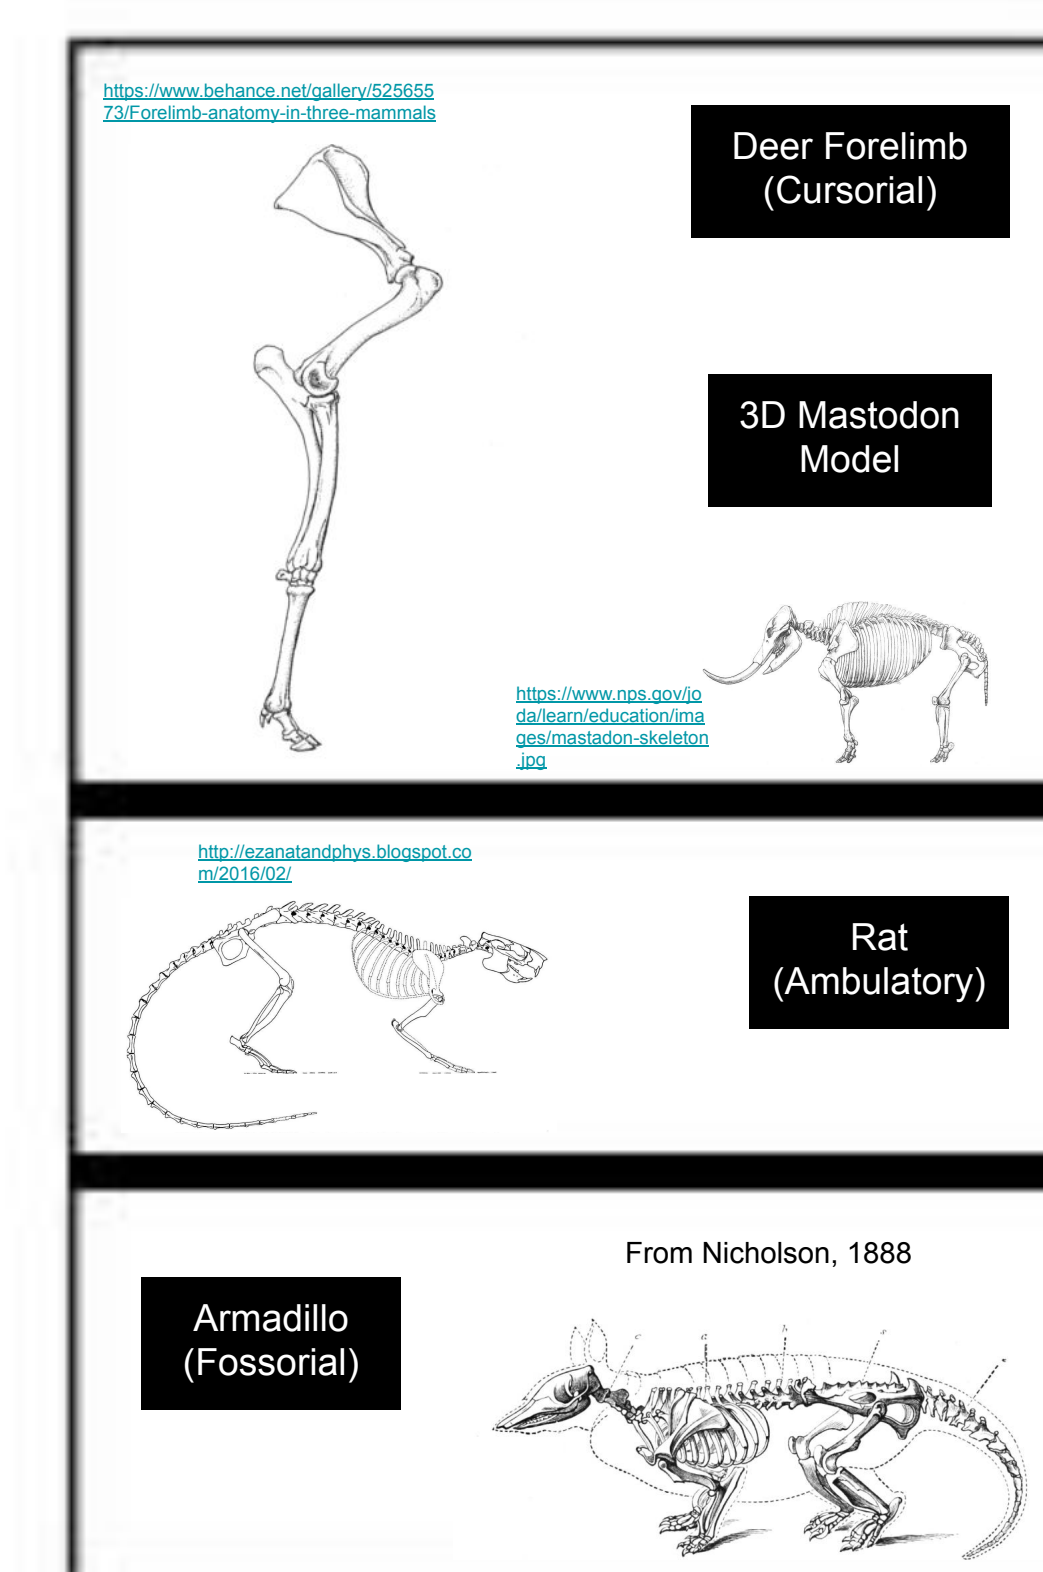 https://www.behance.net/gallery/525655
73/Forelimb-anatomy-in-three-mammals
Deer Forelimb
(Cursorial)
3D Mastodon
Model
https://www.nps.gov/jo
da/learn/education/ima
ges/mastadon-skeleton
.jpg
http://ezanatandphys.blogspot.co
m/2016/02/
Rat
(Ambulatory)
From Nicholson, 1888
Armadillo
(Fossorial)
c
b
s